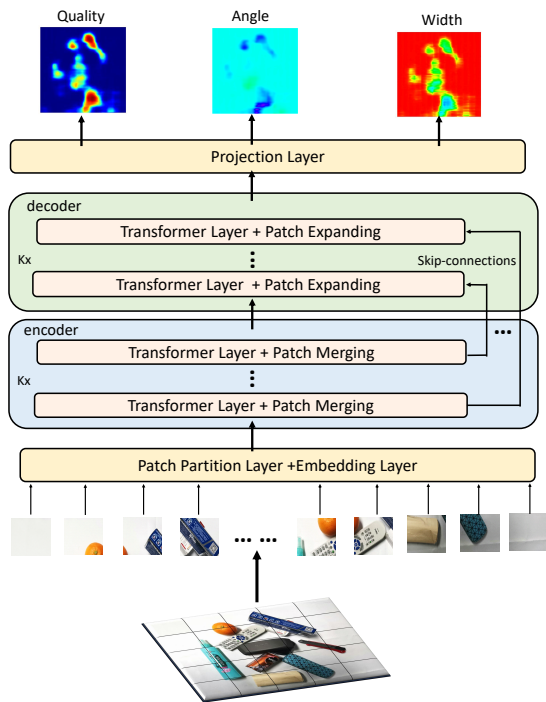 Quality Angle Width
Projection Layer
decoder
Transformer Layer + Patch Expanding
Kx
Skip-connections
Transformer Layer + Patch Expanding
encoder
Transformer Layer + Patch Merging
Kx
Transformer Layer + Patch Merging
Patch Partition Layer +Embedding Layer